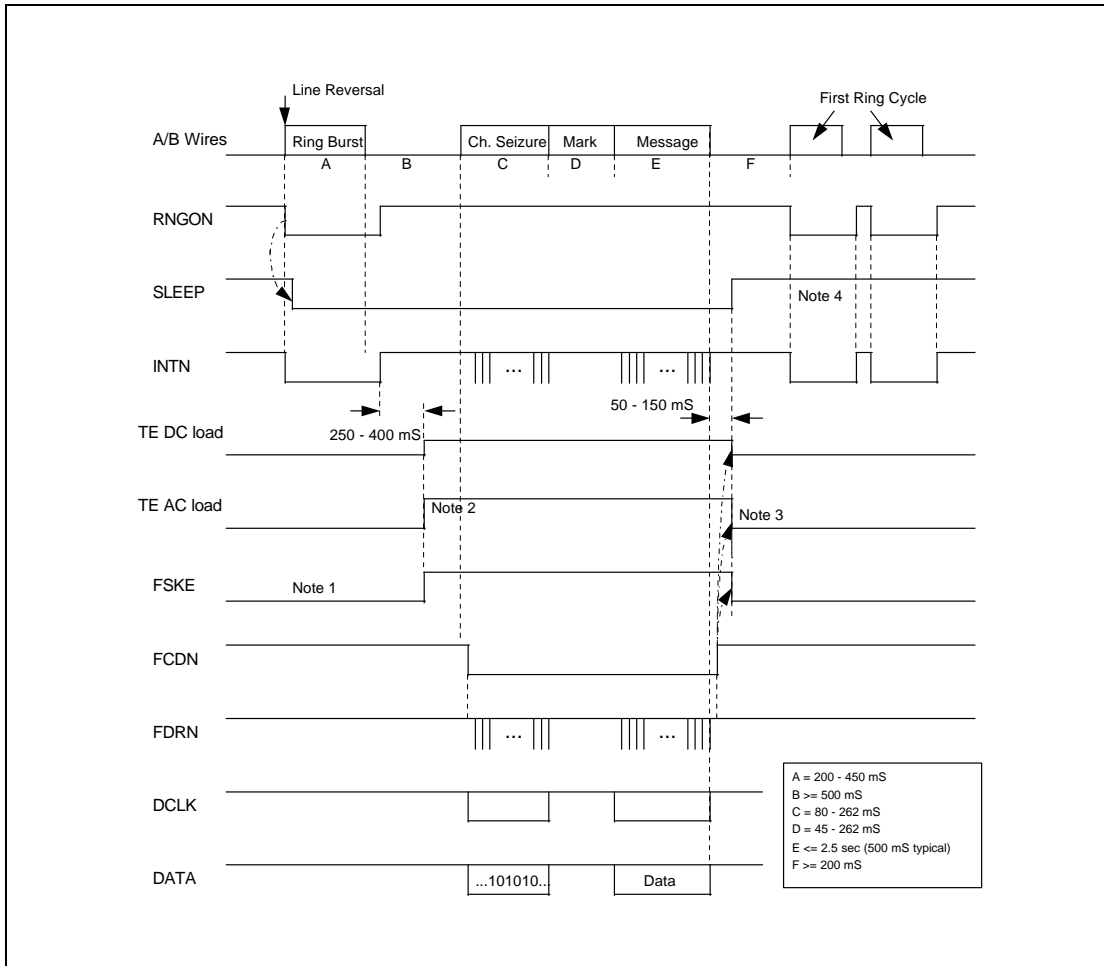 Line Reversal
First Ring Cycle
A/B Wires
Ring Burst
Ch. Seizure
Mark
Message
A
B
C
D
E
F
RNGON
SLEEP
Note 4
INTN
...
...
50 - 150 mS
250 - 400 mS
TE DC load
TE AC load
Note 2
Note 3
FSKE
Note 1
FCDN
FDRN
...
...
DCLK
DATA
...101010...
Data
A = 200 - 450 mS
B >= 500 mS
C = 80 - 262 mS
D = 45 - 262 mS
E <= 2.5 sec (500 mS typical)
F >= 200 mS